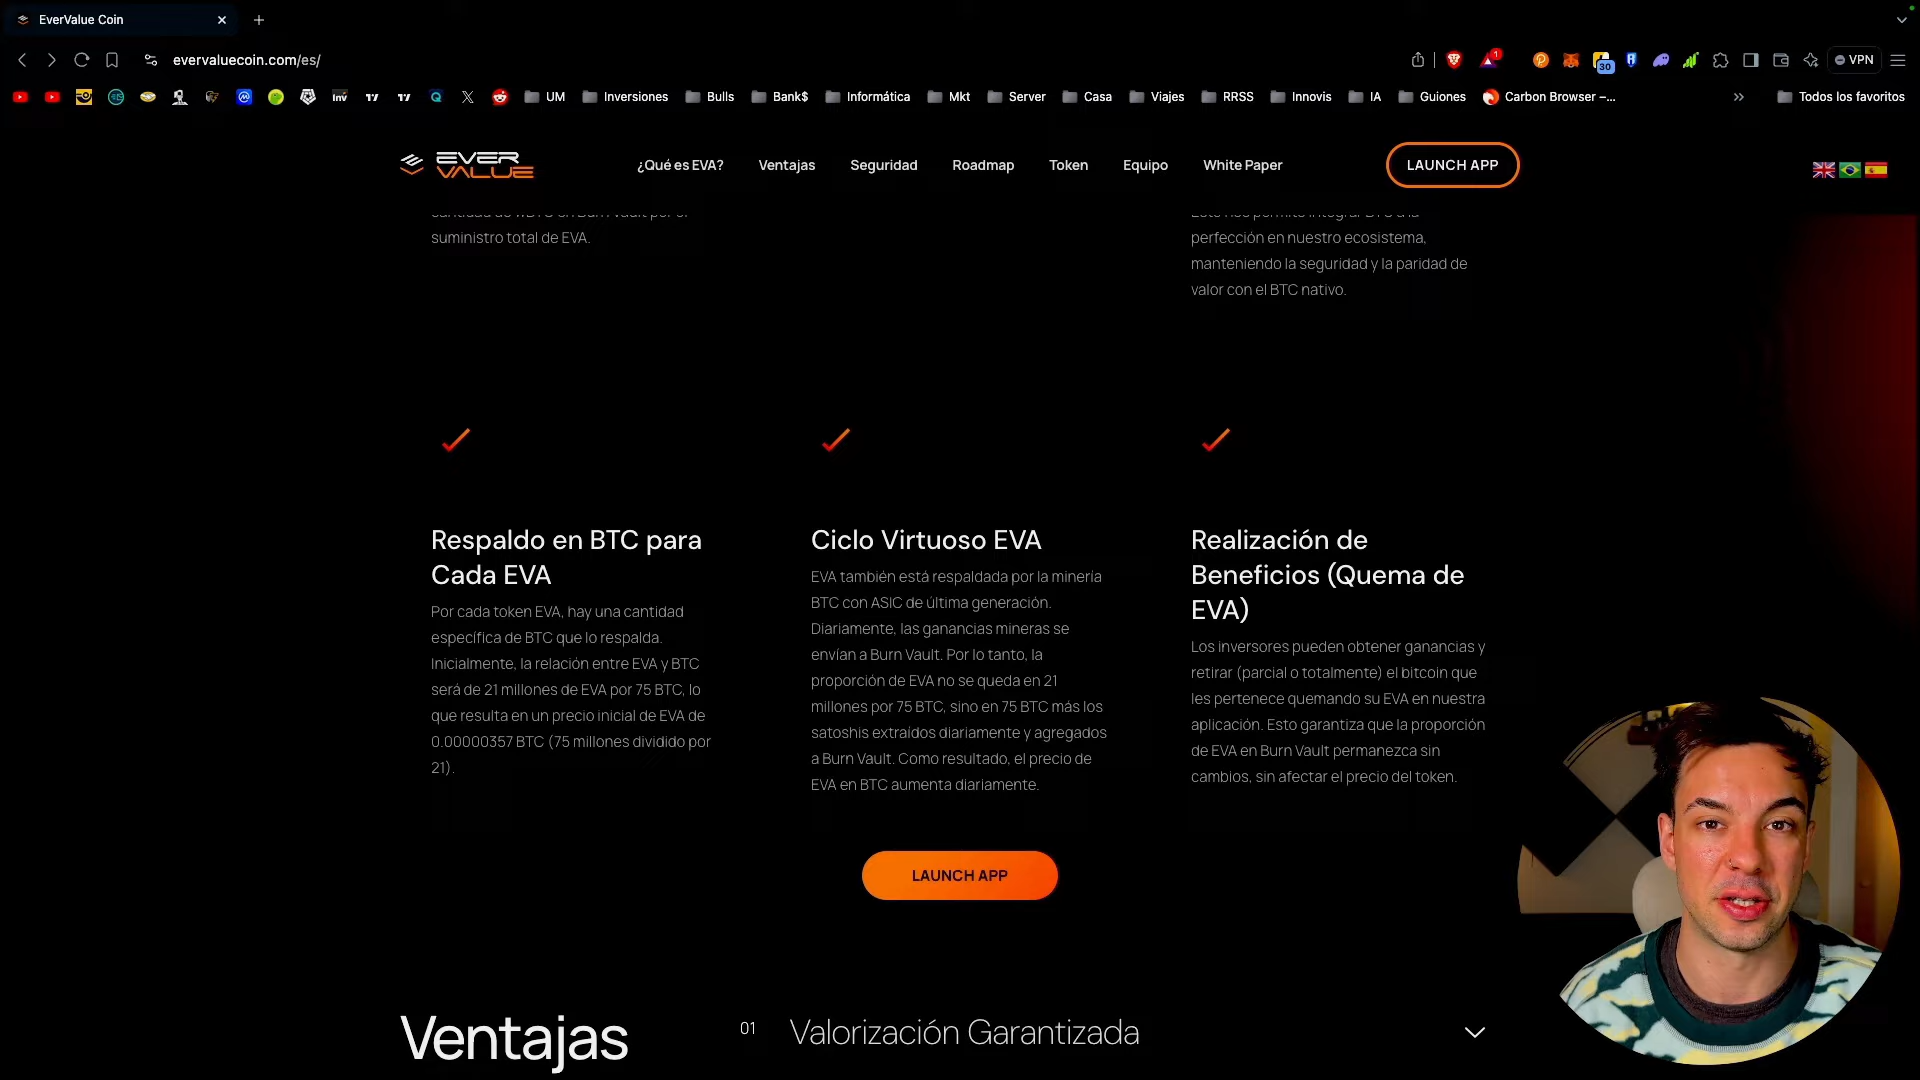 EverValue Coin
evervaluecoin.com/es/
1
30
VPN
inv
UM
Inversiones
Bulls
Bank$
Informática
Mkt
Server
Casa
Viajes
RRSS
Innovis
IA
Guiones
Carbon Browser –...
Todos los favoritos
EVER
VALUE
¿Qué es EVA?
Ventajas
Seguridad
Roadmap
Token
Equipo
White Paper
LAUNCH APP
suministro total de EVA.
perfección en nuestro ecosistema,
manteniendo la seguridad y la paridad de
valor con el BTC nativo.
Respaldo en BTC para
Cada EVA
Por cada token EVA, hay una cantidad
específica de BTC que lo respalda.
Inicialmente, la relación entre EVA y BTC
será de 21 millones de EVA por 75 BTC, lo
que resulta en un precio inicial de EVA de
0.00000357 BTC (75 millones dividido por
21).
Ciclo Virtuoso EVA
EVA también está respaldada por la minería
BTC con ASIC de última generación.
Diariamente, las ganancias mineras se
envían a Burn Vault. Por lo tanto, la
proporción de EVA no se queda en 21
millones por 75 BTC, sino en 75 BTC más los
satoshis extraídos diariamente y agregados
a Burn Vault. Como resultado, el precio de
EVA en BTC aumenta diariamente.
Realización de
Beneficios (Quema de
EVA)
Los inversores pueden obtener ganancias y
retirar (parcial o totalmente) el bitcoin que
les pertenece quemando su EVA en nuestra
aplicación. Esto garantiza que la proporción
de EVA en Burn Vault permanezca sin
cambios, sin afectar el precio del token.
LAUNCH APP
Ventajas
01
Valorización Garantizada